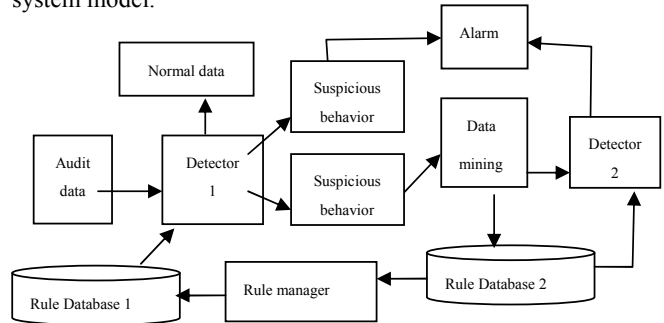 system model.
Alarm
Normal data
Suspicious
behavior
Data
mining
Detector
2
Audit
data
Detector
1
Suspicious
behavior
Rule Database 1
Rule manager
Rule Database 2